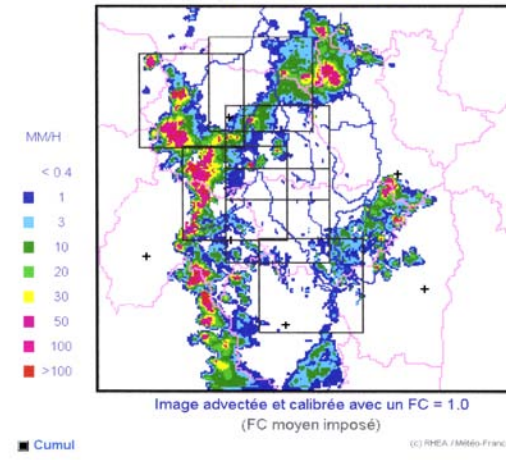 MM/H
< 0.4
1
3
10
20
30
50
100
>100
Image advectée et calibrée avec un FC = 1.0
(FC moyen imposé)
Cumul
(c) RHEA / Météo-Franc